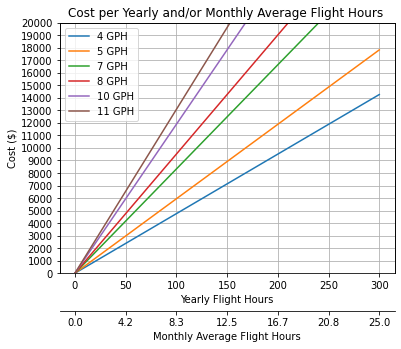 Cost per Yearly and/or Monthly Average Flight Hours
20000
19000
18000
17000
16000
15000
14000
13000
12000
11000
10000
9000
8000
7000
6000
5000
4000
3000
2000
1000
0
Cost ($)
4 GPH
5 GPH
7 GPH
8 GPH
10 GPH
11 GPH
0 50 100 150 200 250 300
Yearly Flight Hours
0.0 4.2 8.3 12.5 16.7 20.8 25.0
Monthly Average Flight Hours